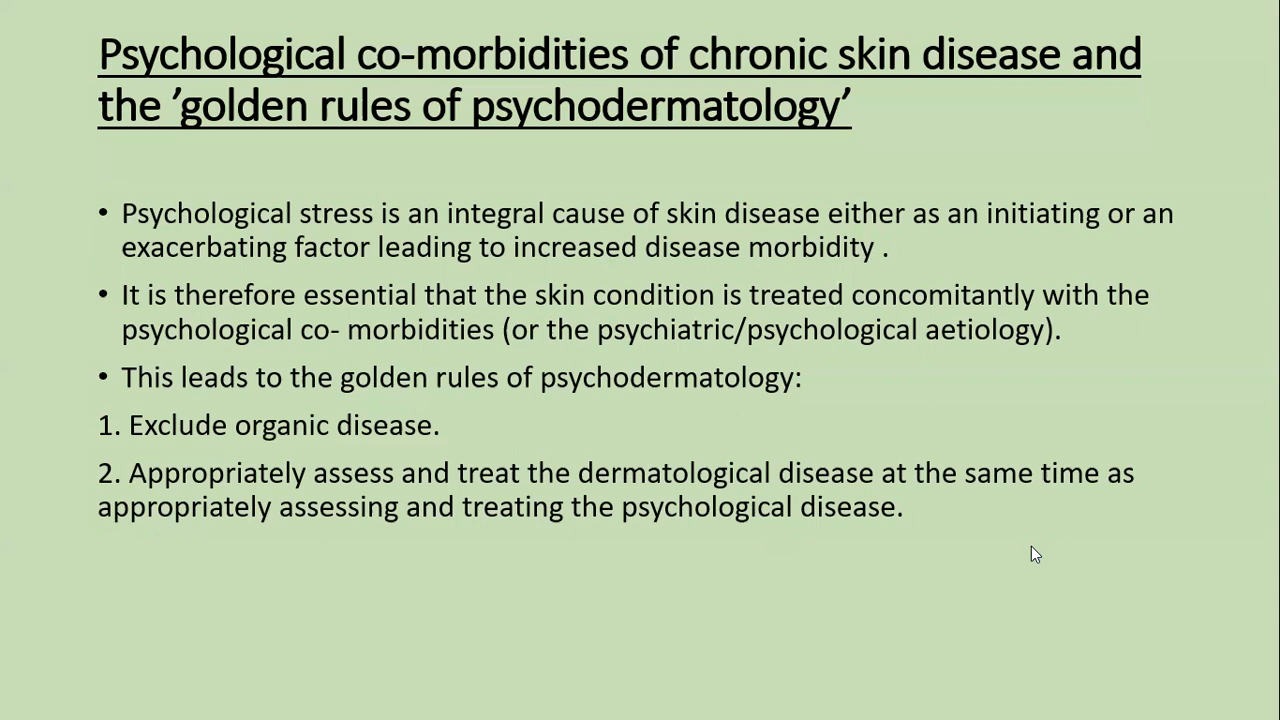 Psychological co-morbidities of chronic skin disease and
the ’golden rules of psychodermatology’
• Psychological stress is an integral cause of skin disease either as an initiating or an
exacerbating factor leading to increased disease morbidity .
• It is therefore essential that the skin condition is treated concomitantly with the
psychological co- morbidities (or the psychiatric/psychological aetiology).
• This leads to the golden rules of psychodermatology:
1. Exclude organic disease.
2. Appropriately assess and treat the dermatological disease at the same time as
appropriately assessing and treating the psychological disease.